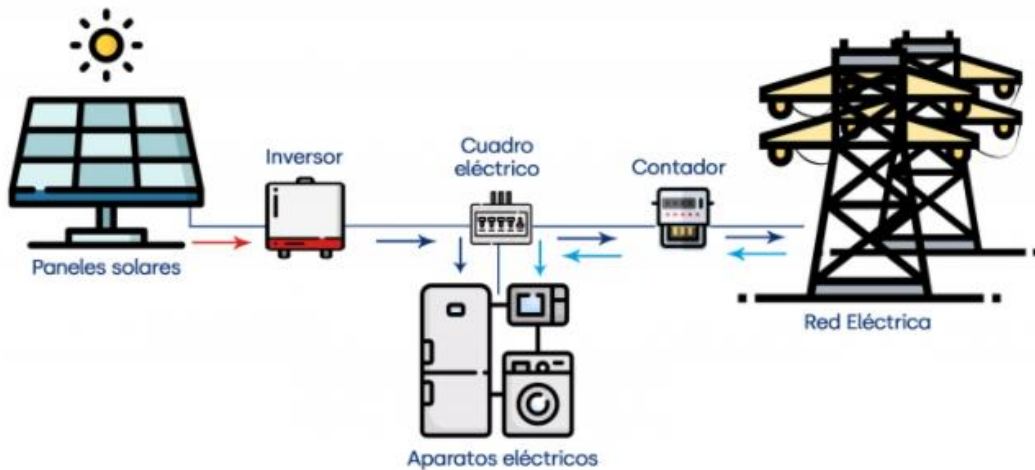 Inversor
Cuadro
eléctrico
Contador
Paneles solares
Red Eléctrica
Aparatos eléctricos